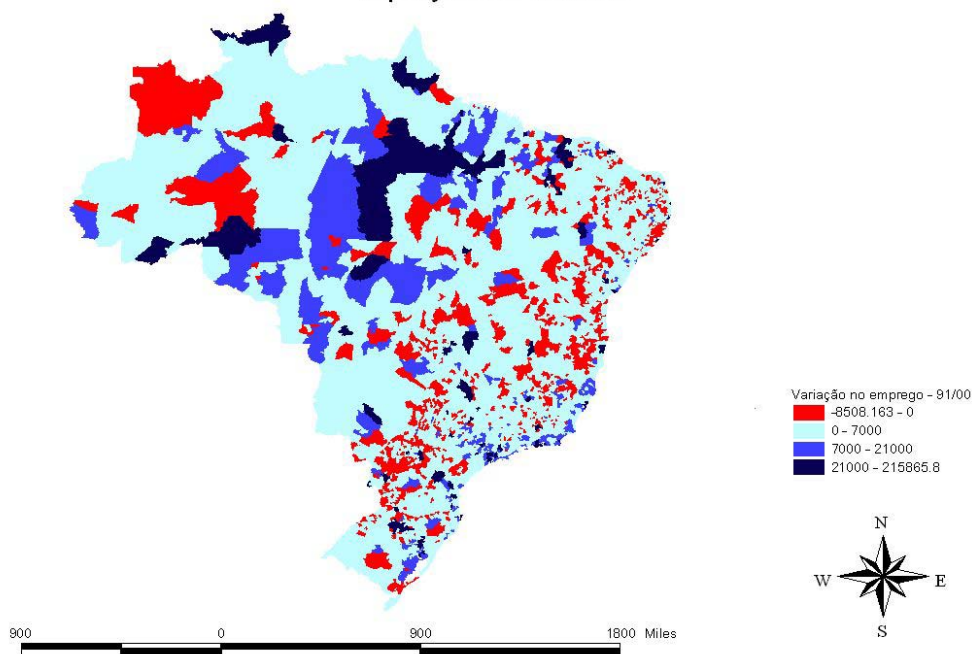 Variação no emprego - 91/00
-8508.163 - 0
0 - 7000
7000 - 21000
21000 - 215865.8
N
W E
S
900 0 900 1800 Miles